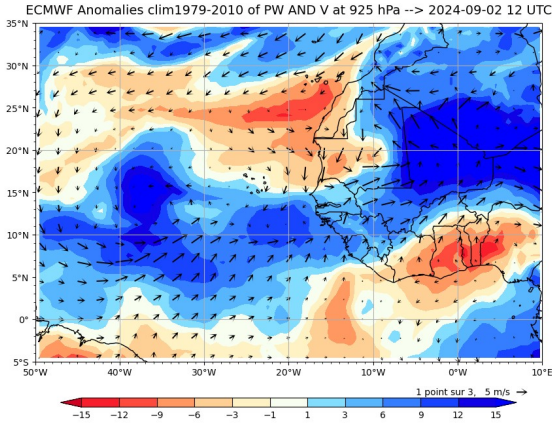 ECMWF Anomalies clim1979-2010 of PW AND V at 925 hPa --> 2024-09-02 12 UTC
35°N
30°N
25°N
20°N
15°N
10°N
5°N
0°
5°S
50°W 40°W 30°W 20°W 10°W 0°W 10°E
1 point sur 3, 5 m/s
−15 −12 −9 −6 −3 −1 1 3 6 9 12 15